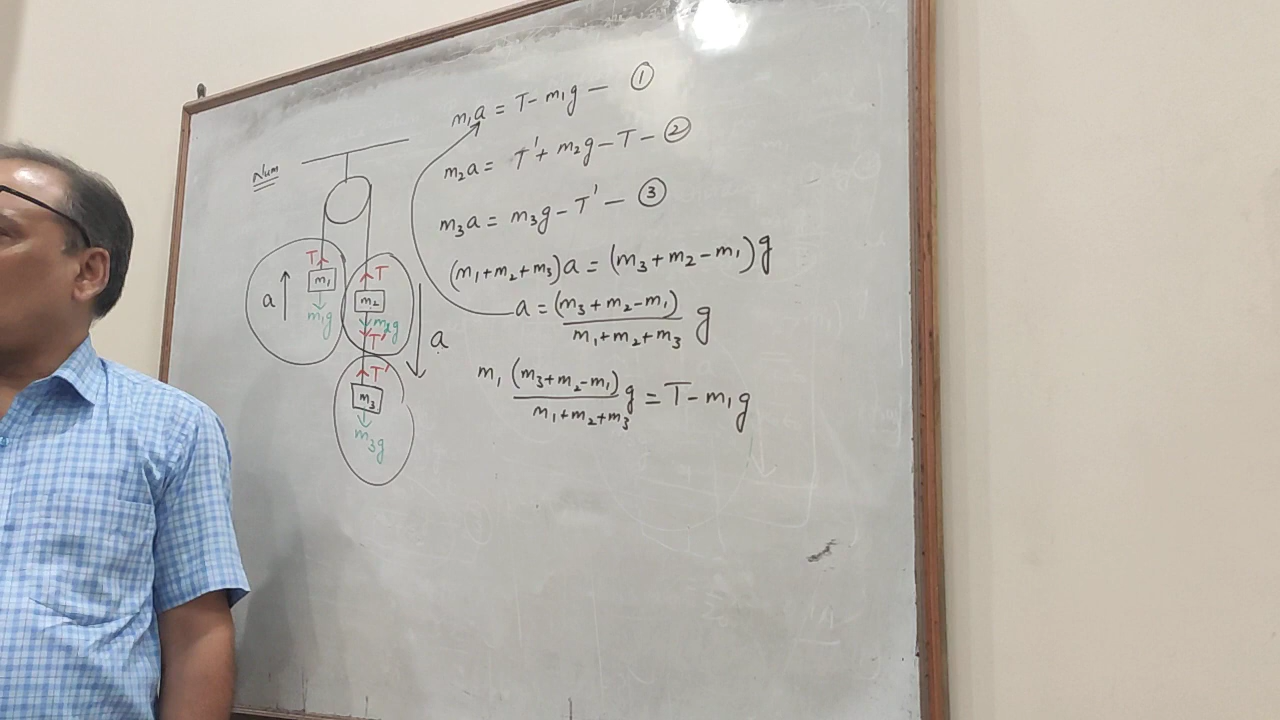 Num
m₁a = T - m₁g — ①
m₂a = T' + m₂g - T - ②
m₃a = m₃g - T' — ③
(m₁+m₂+m₃)a = (m₃+m₂-m₁)g
a = (m₃+m₂-m₁) / (m₁+m₂+m₃) g
m₁ (m₃+m₂-m₁) / (m₁+m₂+m₃) g = T - m₁g
T
m₁
m₁g
a
T
m₂
m₂g
T'
a
T'
m₃
m₃g